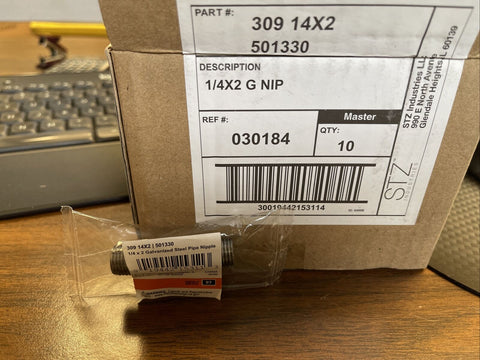 PART #:
309 14X2
501330
DESCRIPTION
1/4X2 G NIP
REF #:
030184
Master
QTY:
10
30019442153114
STZ Industries LLC
990 E North Avenue
Glendale Heights, IL 60139
STZ
INDUSTRIES
309 14X2 | 501330
1/4 x 2 Galvanized Steel Pipe Nipple